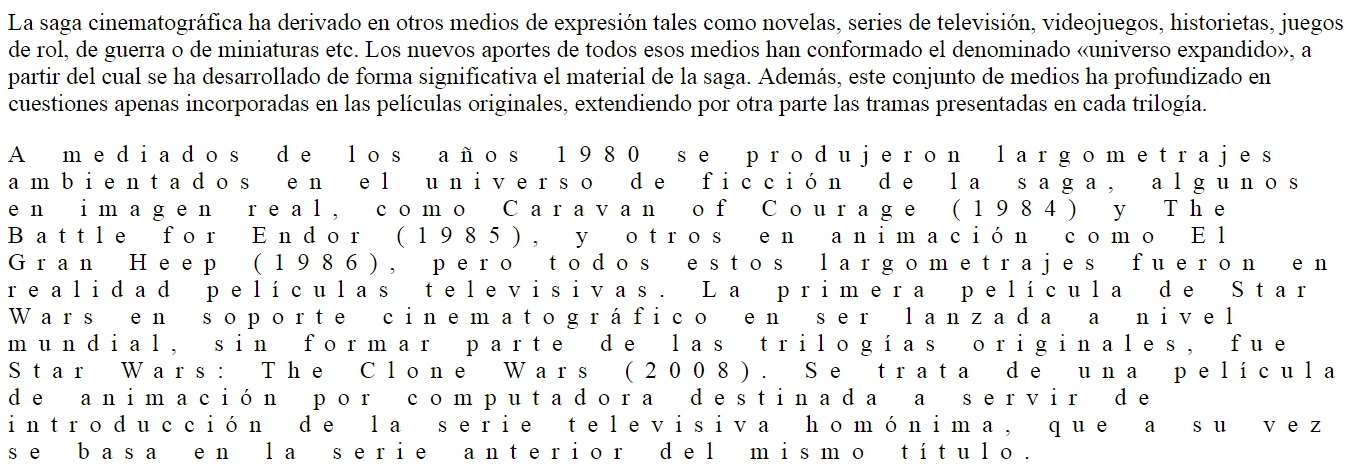 La saga cinematográfica ha derivado en otros medios de expresión tales como novelas, series de televisión, videojuegos, historietas, juegos
de rol, de guerra o de miniaturas etc. Los nuevos aportes de todos esos medios han conformado el denominado «universo expandido», a
partir del cual se ha desarrollado de forma significativa el material de la saga. Además, este conjunto de medios ha profundizado en
cuestiones apenas incorporadas en las películas originales, extendiendo por otra parte las tramas presentadas en cada trilogía.
A mediados de los años 1980 se produjeron largometrajes
ambientados en el universo de ficción de la saga, algunos
en imagen real, como Caravan of Courage (1984) y The
Battle for Endor (1985), y otros en animación como El
Gran Heep (1986), pero todos estos largometrajes fueron en
realidad películas televisivas. La primera película de Star
Wars en soporte cinematográfico en ser lanzada a nivel
mundial, sin formar parte de las trilogías originales, fue
Star Wars: The Clone Wars (2008). Se trata de una película
de animación por computadora destinada a servir de
introducción de la serie televisiva homónima, que a su vez
se basa en la serie anterior del mismo título.